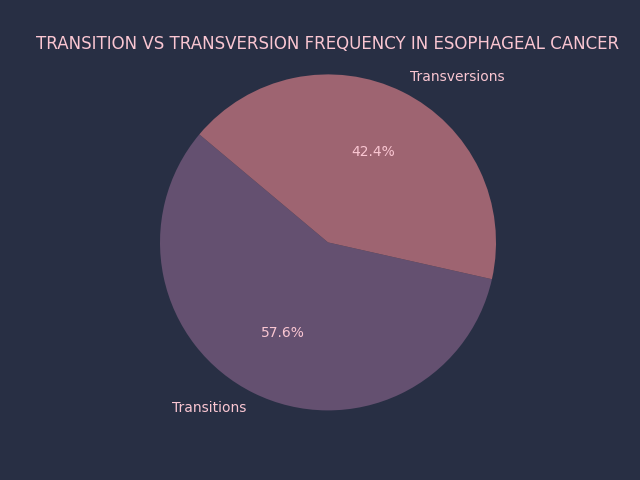 TRANSITION VS TRANSVERSION FREQUENCY IN ESOPHAGEAL CANCER
Transversions
42.4%
57.6%
Transitions